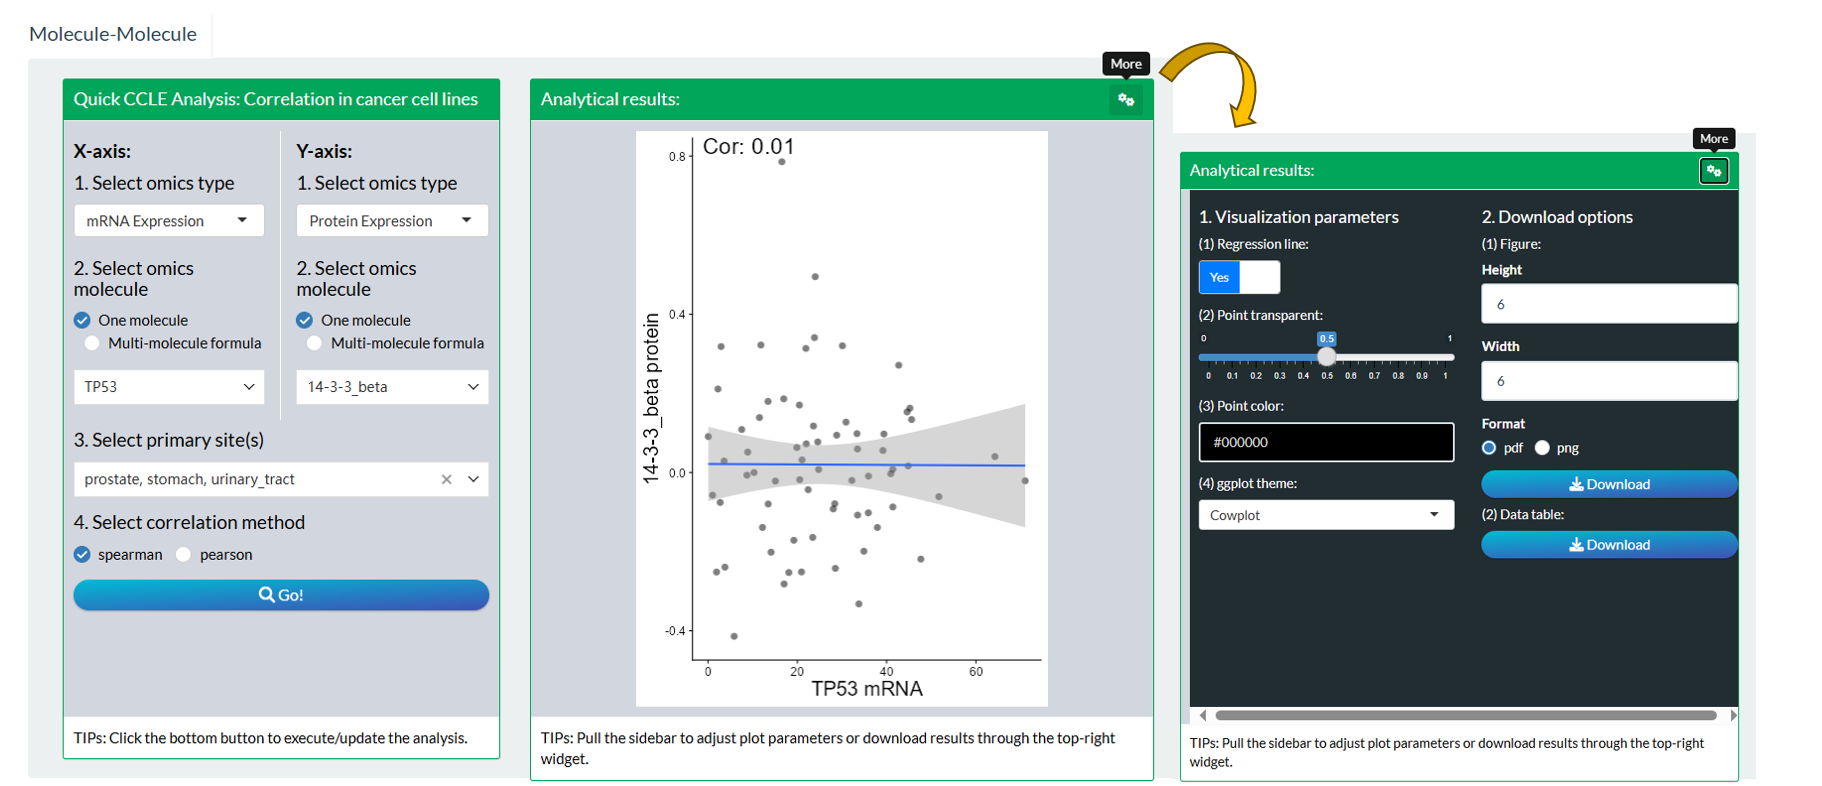 Molecule-Molecule
Quick CCLE Analysis: Correlation in cancer cell lines
X-axis:
1. Select omics type
mRNA Expression
2. Select omics
molecule
One molecule
Multi-molecule formula
TP53
Y-axis:
1. Select omics type
Protein Expression
2. Select omics
molecule
One molecule
Multi-molecule formula
14-3-3_beta
3. Select primary site(s)
prostate, stomach, urinary_tract
4. Select correlation method
spearman pearson
Go!
TIPs: Click the bottom button to execute/update the analysis.
More
Analytical results:
Cor: 0.01
0.8
0.4
0.0
-0.4
14-3-3_beta protein
0 20 40 60
TP53 mRNA
TIPs: Pull the sidebar to adjust plot parameters or download results through the top-right
widget.
More
Analytical results:
1. Visualization parameters
(1) Regression line:
Yes
(2) Point transparent:
0 0.5 1
0 0.1 0.2 0.3 0.4 0.5 0.6 0.7 0.8 0.9 1
(3) Point color:
#000000
(4) ggplot theme:
Cowplot
2. Download options
(1) Figure:
Height
6
Width
6
Format
pdf png
Download
(2) Data table:
Download
TIPs: Pull the sidebar to adjust plot parameters or download results through the top-right
widget.